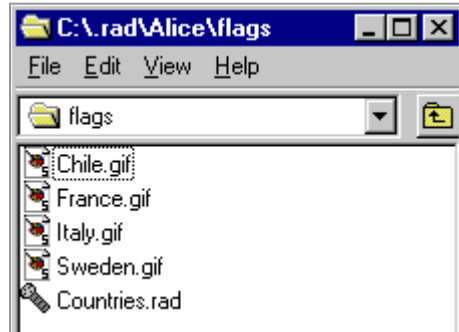 C:\.rad\Alice\flags
File Edit View Help
flags
Chile.gif
France.gif
Italy.gif
Sweden.gif
Countries.rad